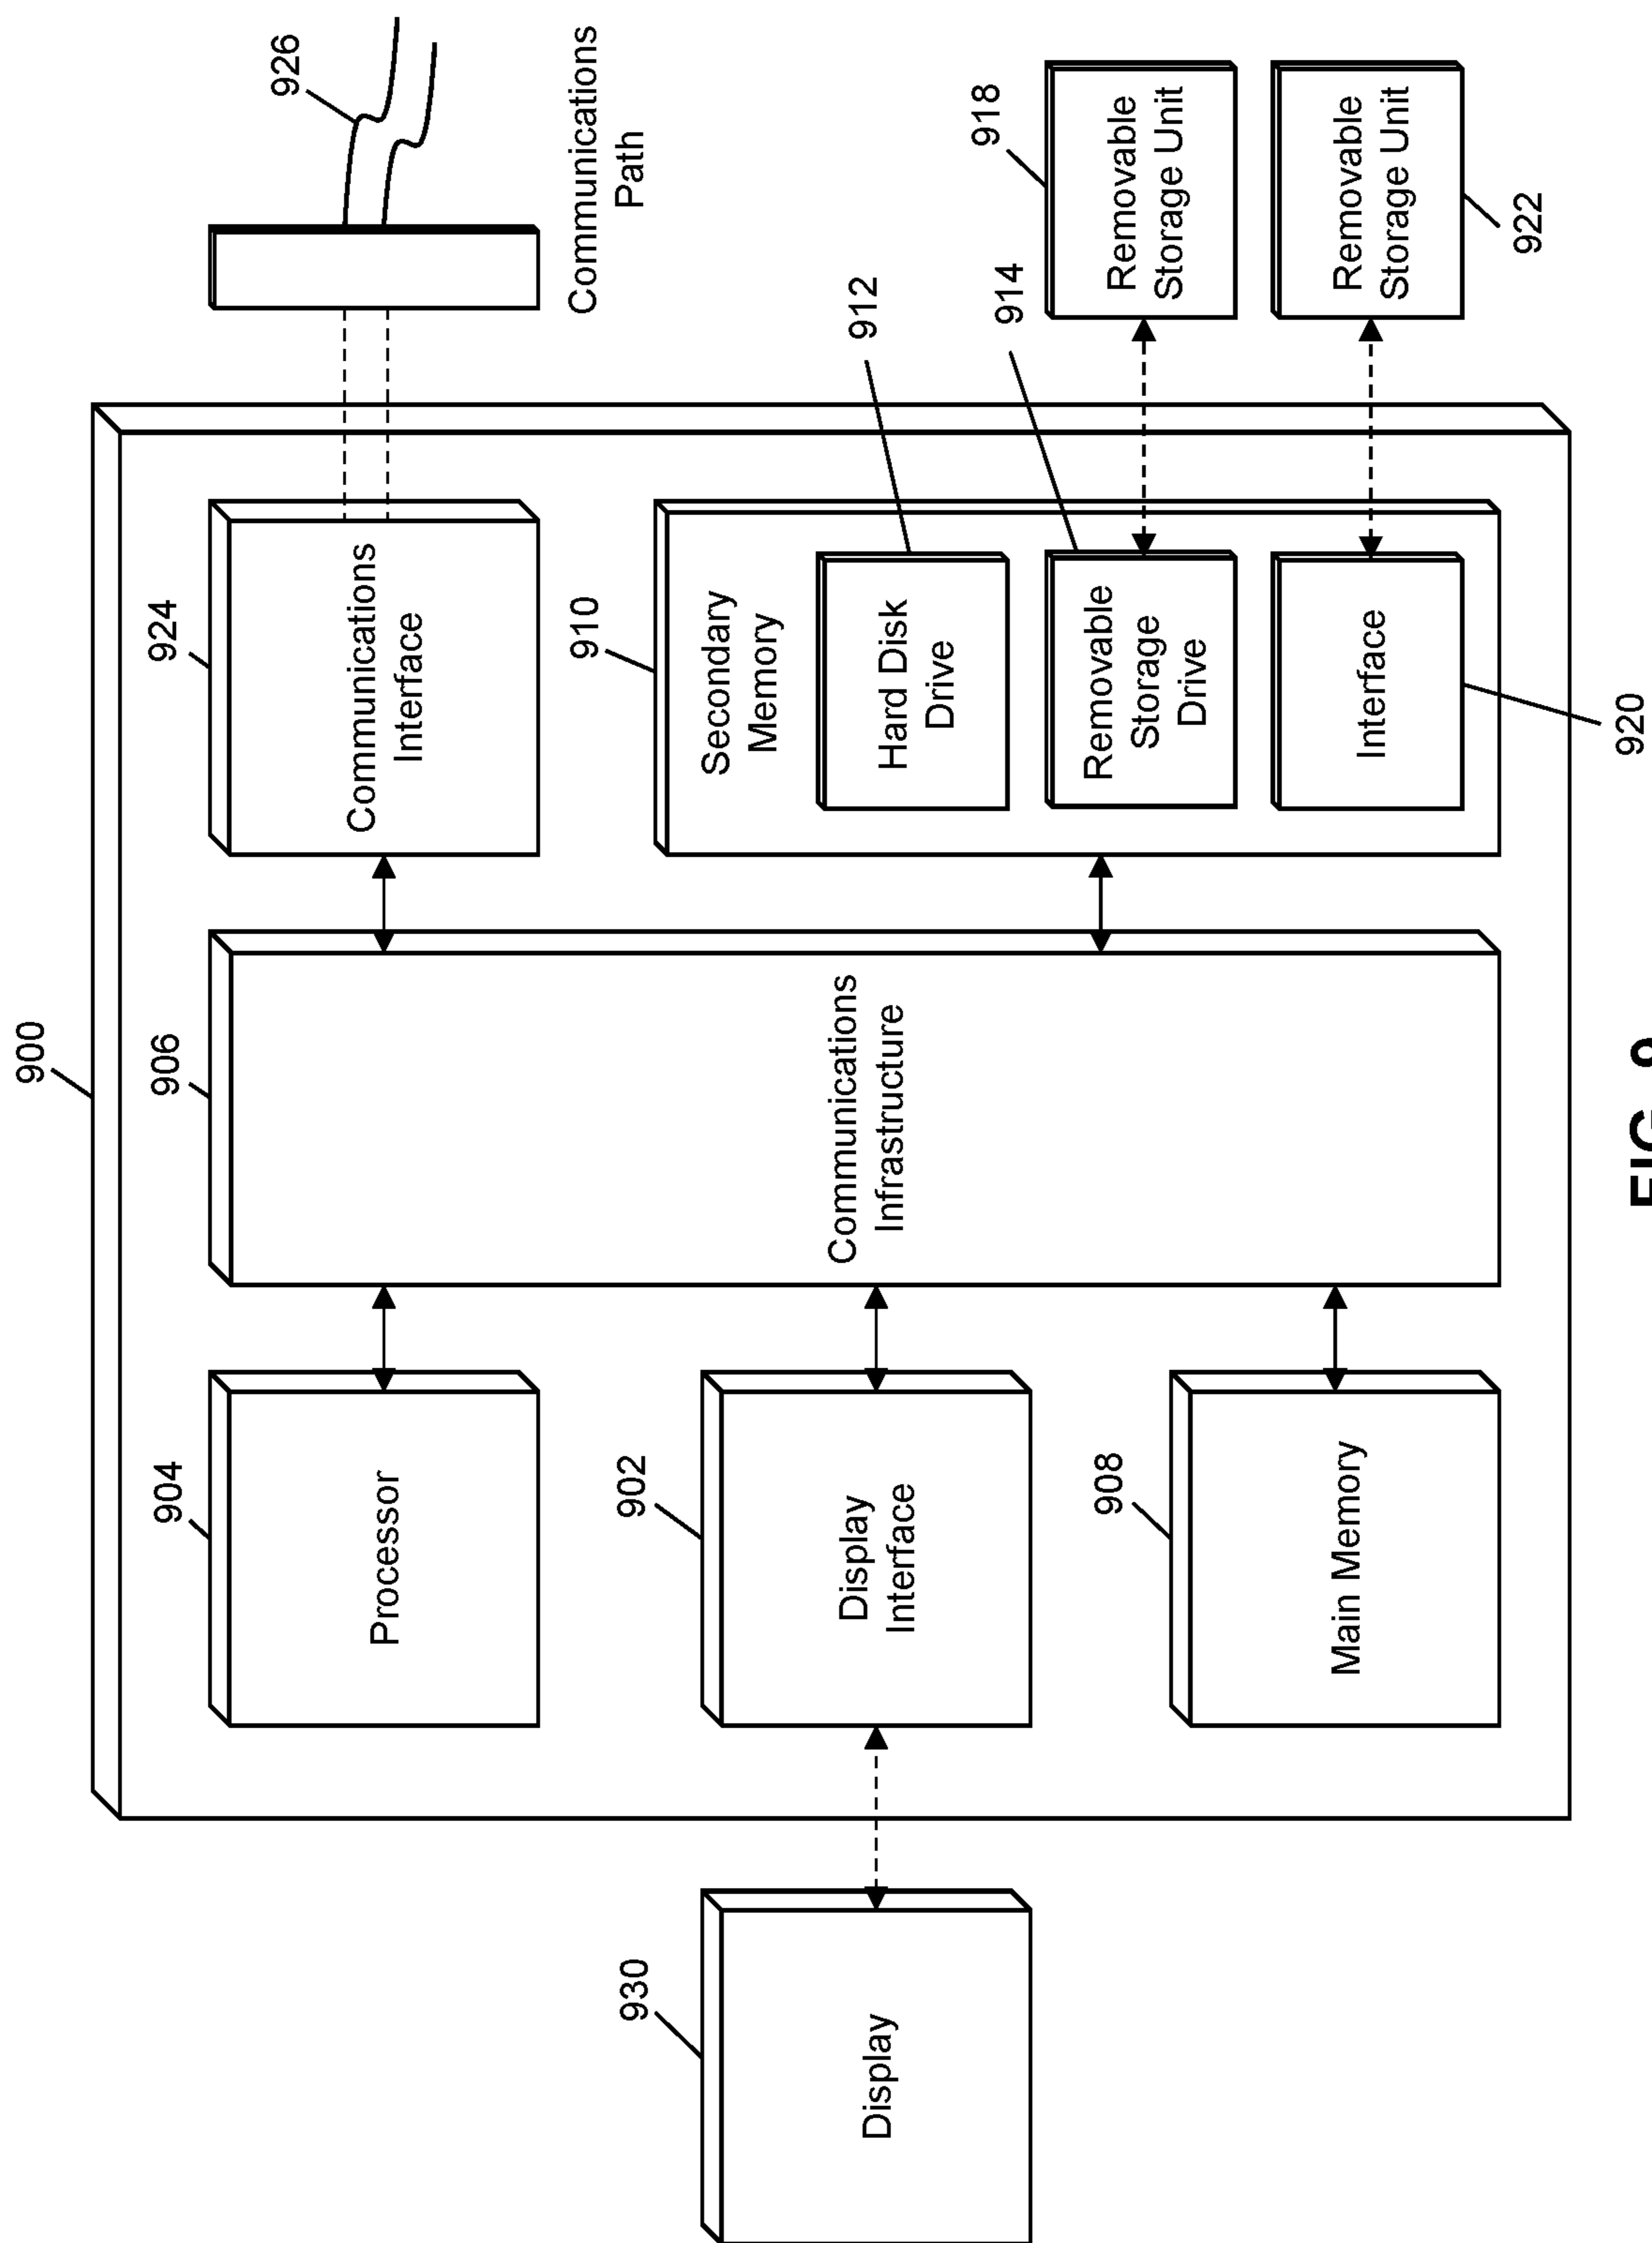 900
904
906
924
926
Processor
Communications
Interface
Communications
Path
930
902
910
Display
Display
Interface
Communications
Infrastructure
Secondary
Memory
912
Hard Disk
Drive
908
914
918
Main Memory
Removable
Storage
Drive
Removable
Storage Unit
Interface
Removable
Storage Unit
920
922
FIG